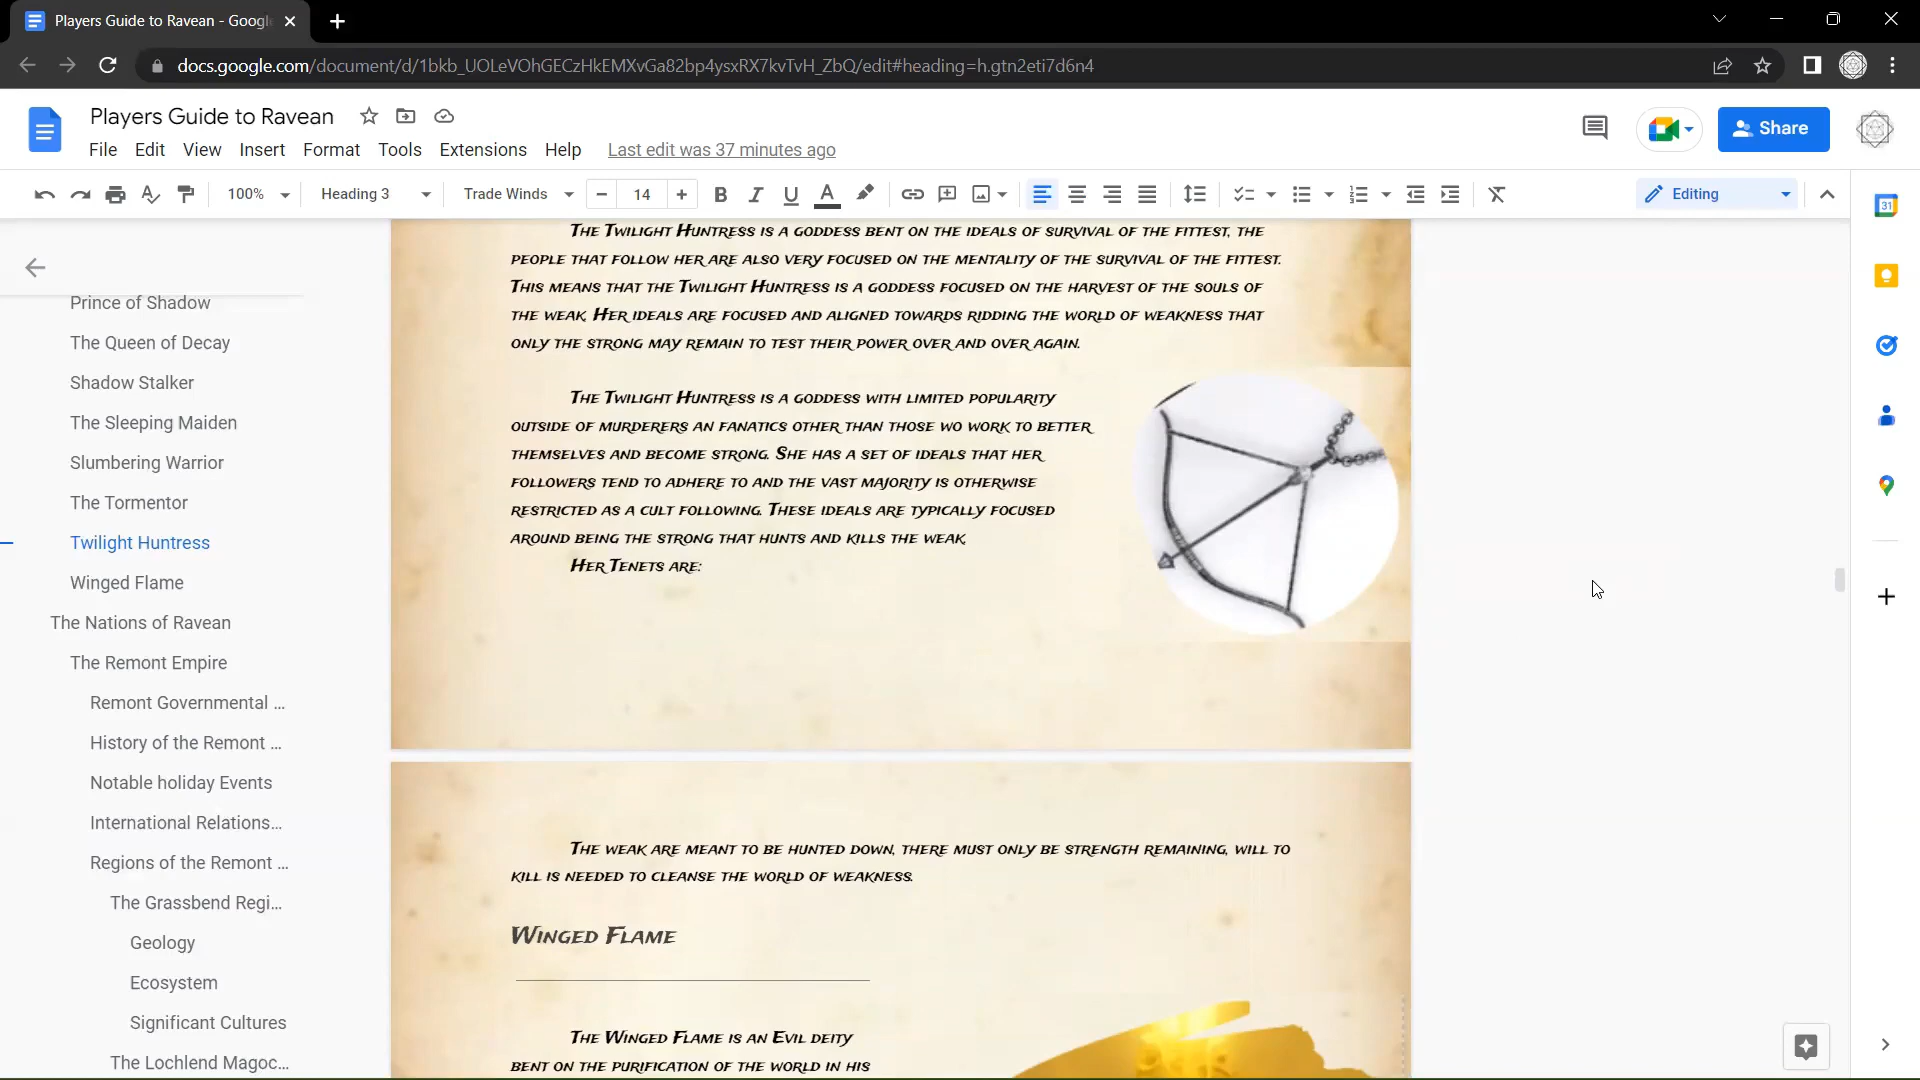 Players Guide to Ravean - Googl
docs.google.com/document/d/1bkb_UOLeVOhGECzHkEMXvGa82bp4ysxRX7kvTvH_ZbQ/edit#heading=h.gtn2eti7d6n4
Players Guide to Ravean
File Edit View Insert Format Tools Extensions Help Last edit was 37 minutes ago
Share
100% Heading 3 Trade Winds 14 Editing
31
Prince of Shadow
The Queen of Decay
Shadow Stalker
The Sleeping Maiden
Slumbering Warrior
The Tormentor
Twilight Huntress
Winged Flame
The Nations of Ravean
The Remont Empire
Remont Governmental ...
History of the Remont ...
Notable holiday Events
International Relations...
Regions of the Remont ...
The Grassbend Regi...
Geology
Ecosystem
Significant Cultures
The Lochlend Magoc...
The Twilight Huntress is a goddess bent on the ideals of survival of the fittest, the
people that follow her are also very focused on the mentality of the survival of the fittest.
This means that the Twilight Huntress is a goddess focused on the harvest of the souls of
the weak. Her ideals are focused and aligned towards ridding the world of weakness that
only the strong may remain to test their power over and over again.
The Twilight Huntress is a goddess with limited popularity
outside of murderers an fanatics other than those wo work to better
themselves and become strong. She has a set of ideals that her
followers tend to adhere to and the vast majority is otherwise
restricted as a cult following. These ideals are typically focused
around being the strong that hunts and kills the weak.
Her Tenets are:
The weak are meant to be hunted down, there must only be strength remaining, will to
kill is needed to cleanse the world of weakness.
Winged Flame
The Winged Flame is an Evil deity
bent on the purification of the world in his